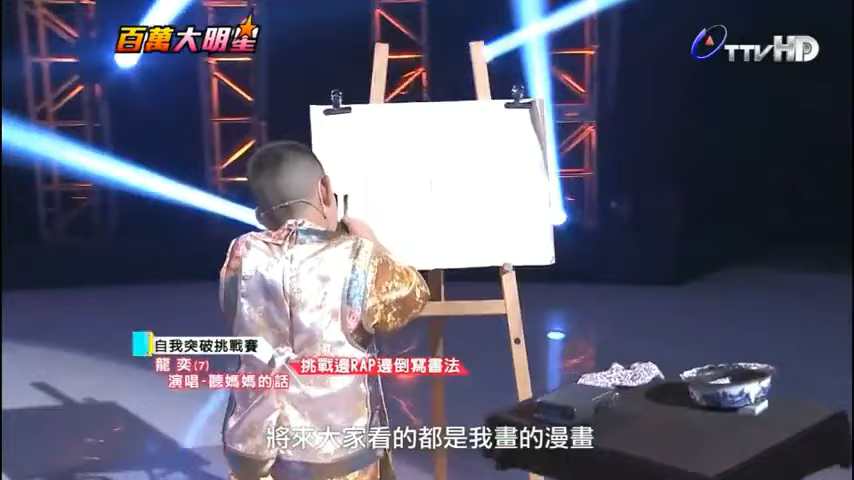 百萬大明星
TTV HD
自我突破挑戰賽
龍 奕(7)
演唱-聽媽媽的話
挑戰邊RAP邊倒寫書法
將來大家看的都是我畫的漫畫